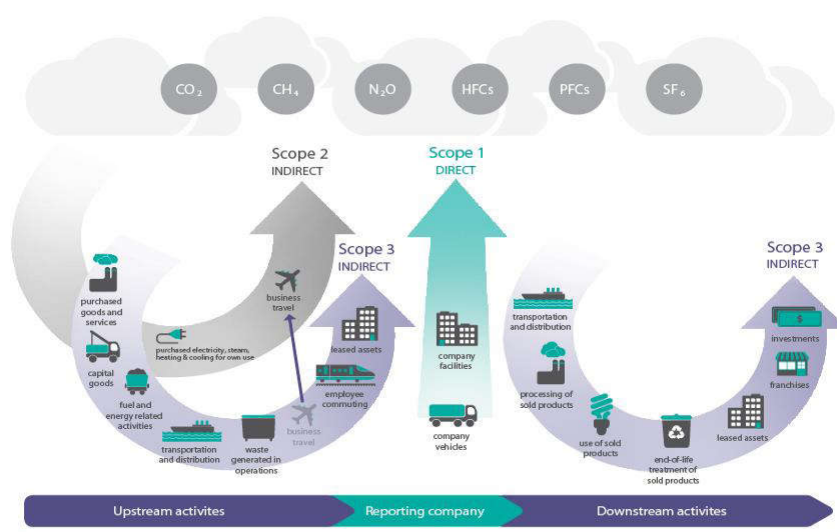 CO2
CH4
N2O
HFCs
PFCs
SF6
Scope 2
INDIRECT
Scope 1
DIRECT
Scope 3
INDIRECT
Scope 3
INDIRECT
purchased
goods and
services
capital
goods
fuel and
energy related
activities
transportation
and distribution
waste
generated in
operations
business
travel
employee
commuting
leased assets
business
travel
purchased electricity, steam,
heating & cooling for own use
company
facilities
company
vehicles
transportation
and distribution
processing of
sold products
use of sold
products
end-of-life
treatment of
sold products
leased assets
franchises
investments
Upstream activites
Reporting company
Downstream activites